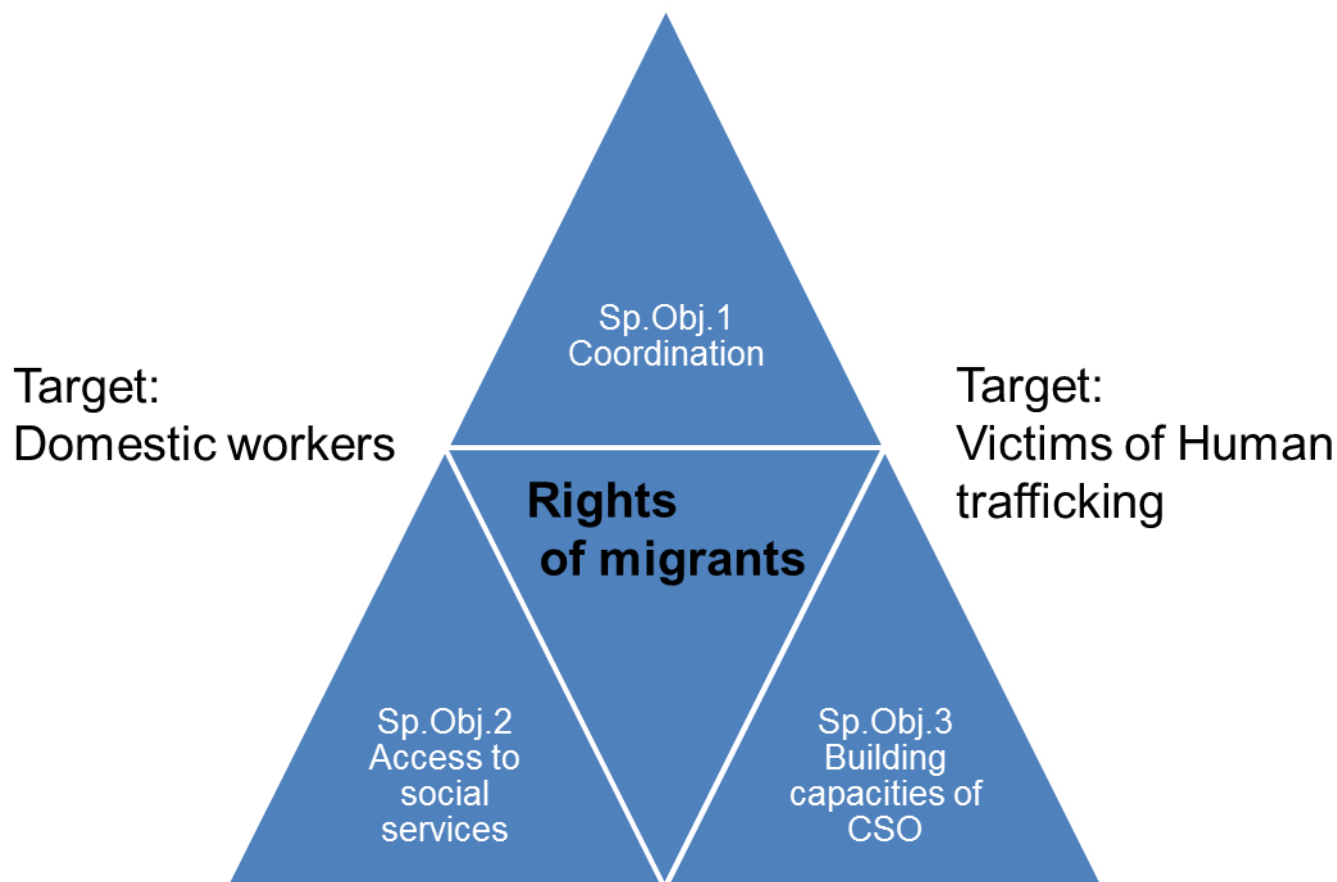 Sp.Obj.1
Coordination
Target:
Domestic workers
Target:
Victims of Human
trafficking
Rights
of migrants
Sp.Obj.2
Access to
social
services
Sp.Obj.3
Building
capacities of
CSO